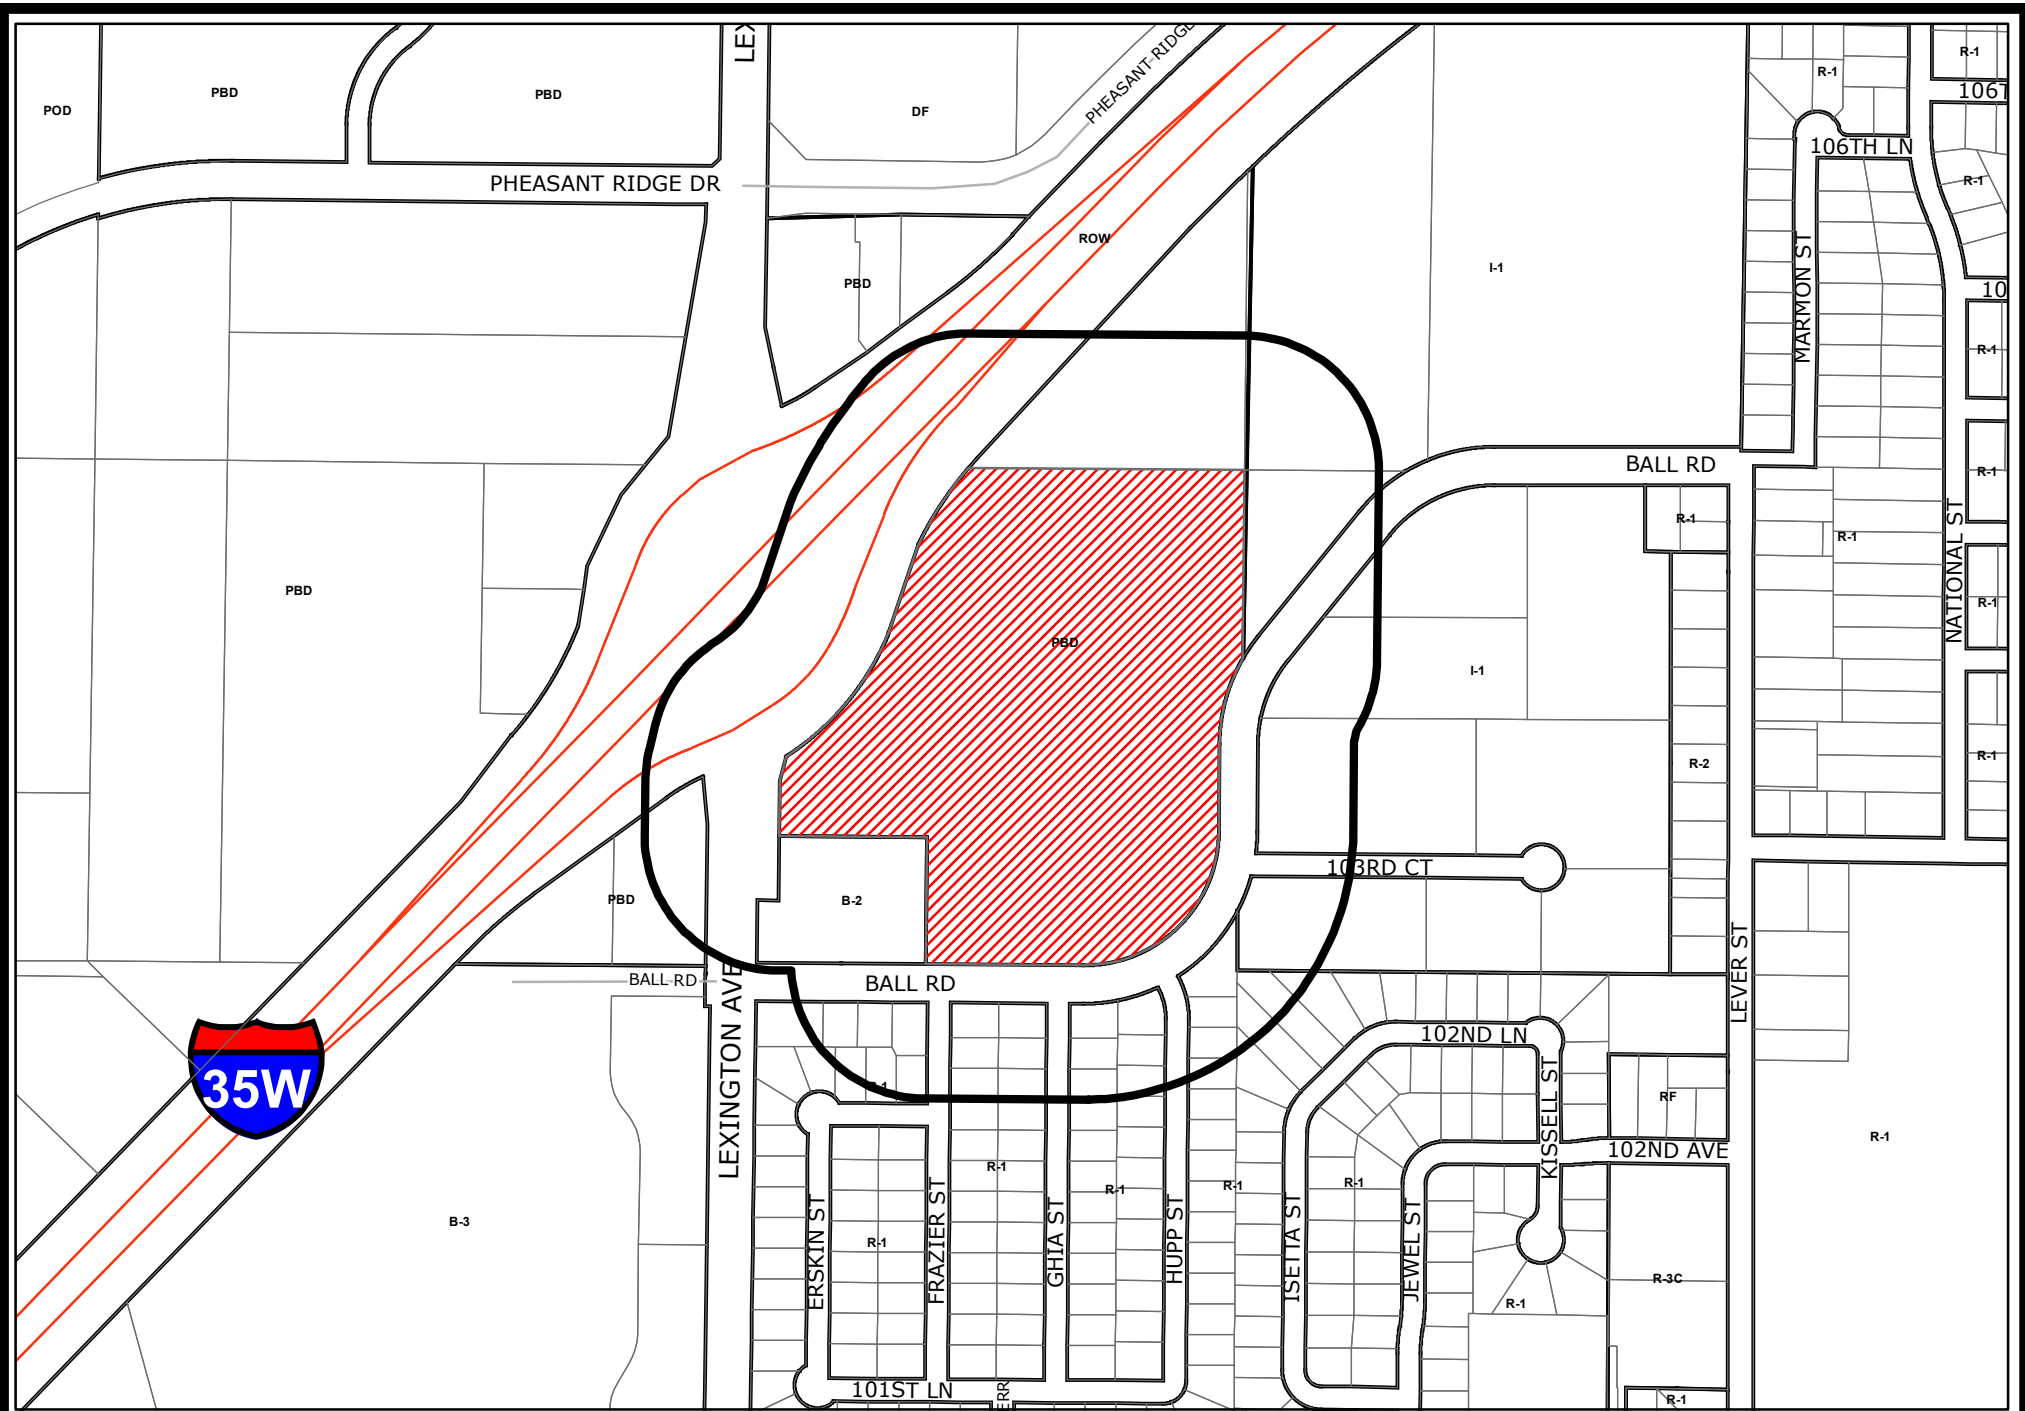 LEX
PHEASANT RIDGE
R-1
R-1
POD
PBD
PBD
DF
106T
106TH LN
PHEASANT RIDGE DR
R-1
ROW
PBD
I-1
MARMON ST
10
R-1
BALL RD
R-1
R-1
R-1
NATIONAL ST
PBD
PBD
I-1
R-1
R-2
R-1
103RD CT
PBD
B-2
LEVER ST
BALL RD
BALL RD
LEXINGTON AVE
102ND LN
35W
R-1
KISSELL ST
RF
R-1
102ND AVE
R-1
R-1
R-1
R-1
B-3
ERSKIN ST
R-1
FRAZIER ST
GHIA ST
HUPP ST
ISETTA ST
JEWEL ST
R-3C
R-1
101ST LN
ERR
R-1